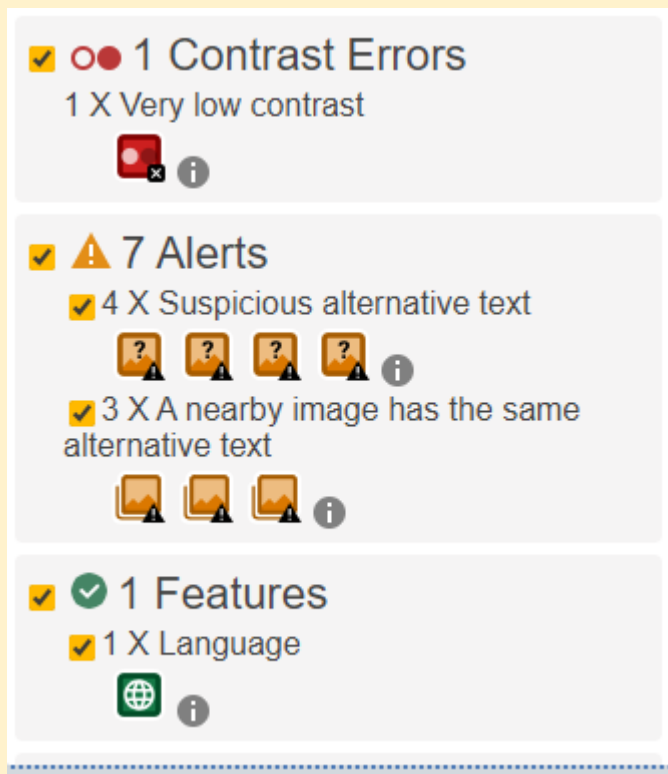 1 Contrast Errors
1 X Very low contrast
7 Alerts
4 X Suspicious alternative text
3 X A nearby image has the same
alternative text
1 Features
1 X Language